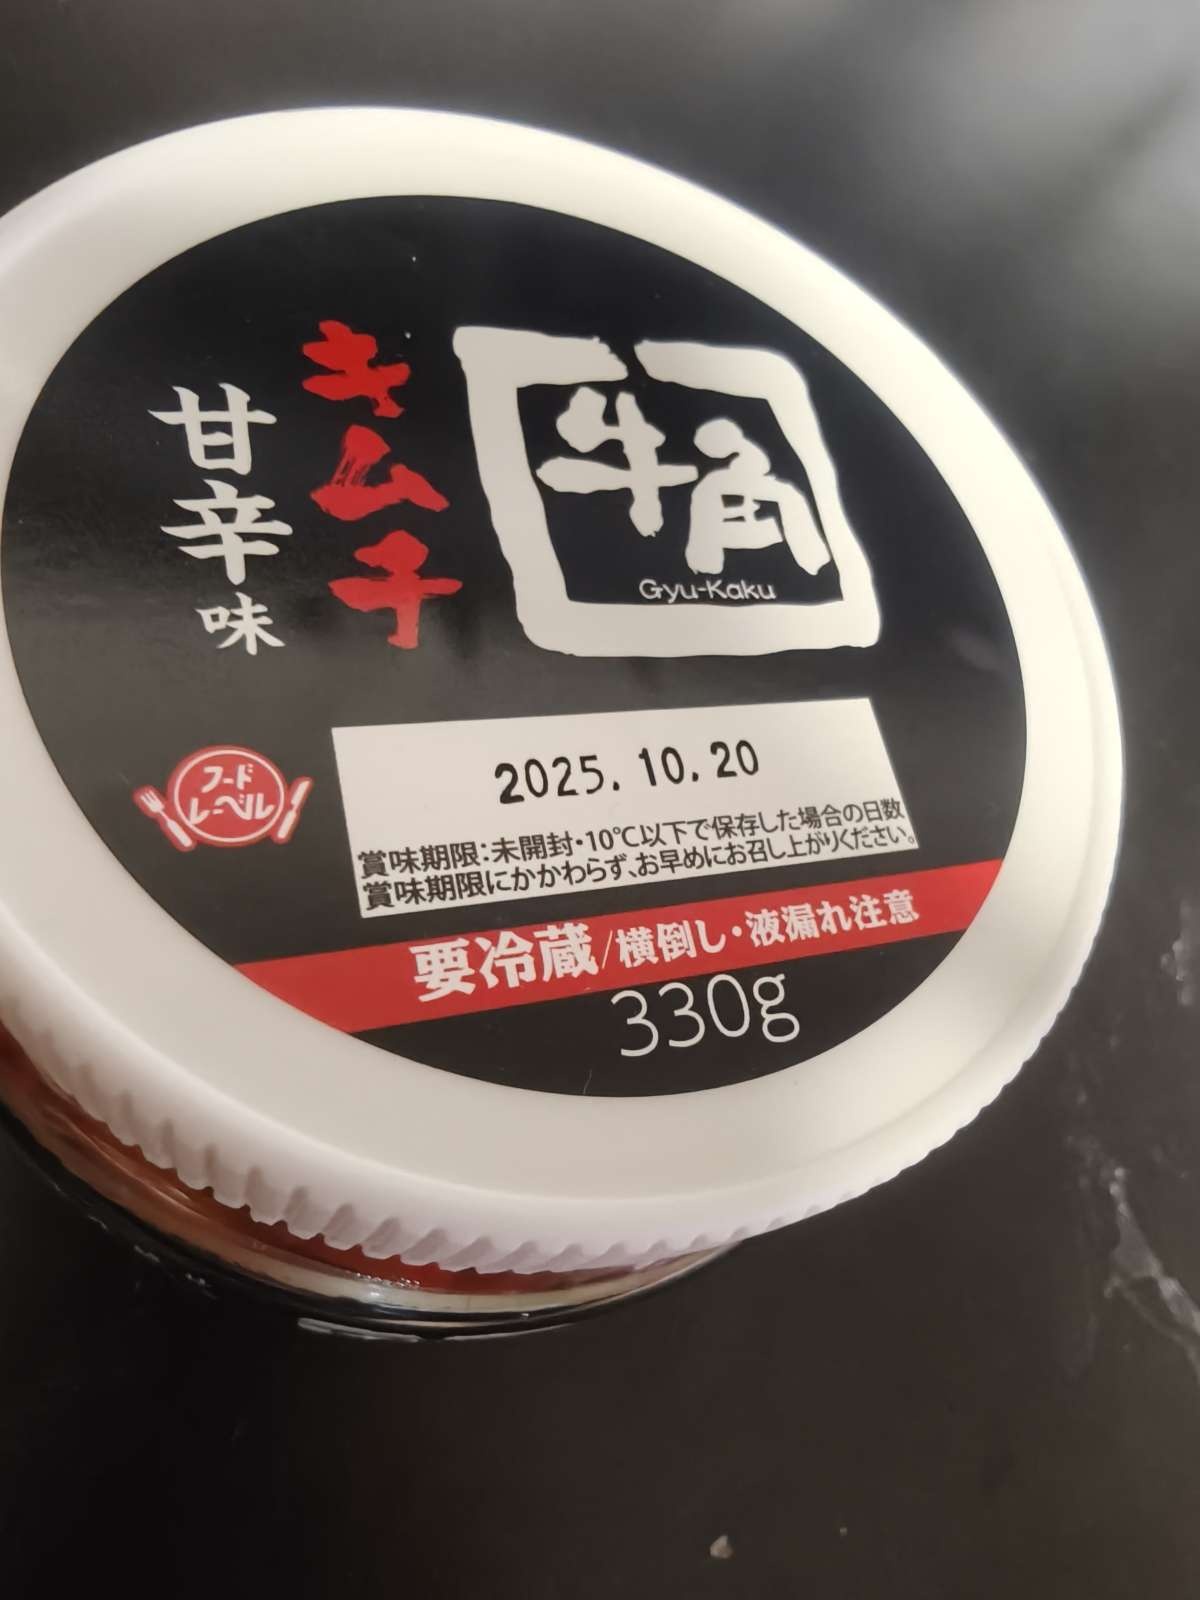 牛角
Gyu-Kaku
キムチ
甘辛味
フード
レーベル
2025.10.20
賞味期限:未開封・10℃以下で保存した場合の日数
賞味期限にかかわらず、お早めにお召し上がりください。
要冷蔵/横倒し・液漏れ注意
330g